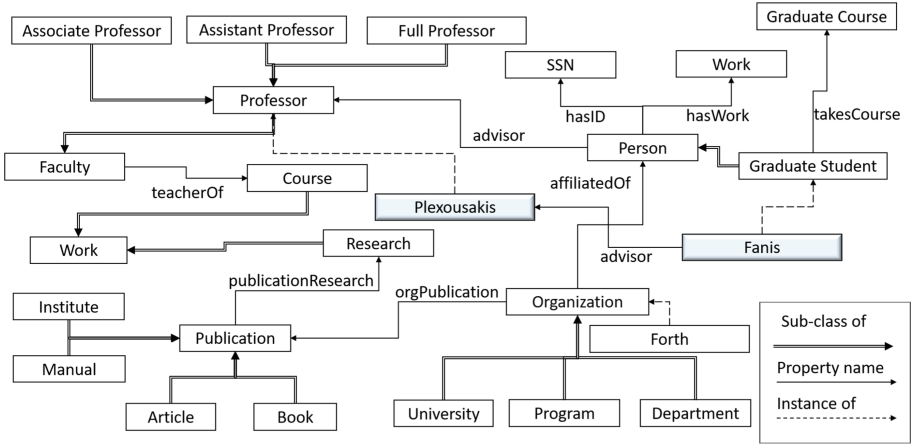 Graduate Course
Associate Professor
Assistant Professor
Full Professor
SSN
Work
Professor
hasID
hasWork
takesCourse
advisor
Person
Faculty
Graduate Student
teacherOf
Course
affiliatedOf
Plexousakis
Work
Research
Fanis
advisor
publicationResearch
orgPublication
Institute
Organization
Sub-class of
Publication
Forth
Manual
Property name
Article
Book
University
Program
Department
Instance of